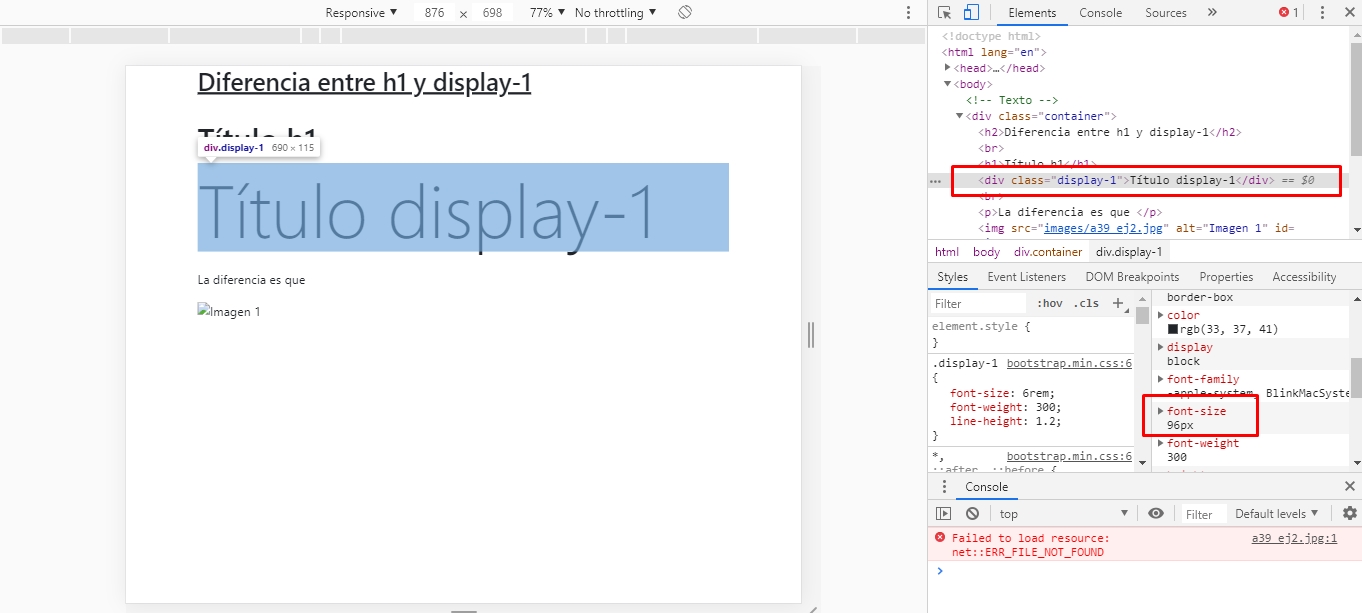 Responsive ▼ 876 × 698 77% ▼ No throttling ▼
Elements Console Sources » 1
Diferencia entre h1 y display-1
Título h1
div.display-1 690 × 115
Título display-1
La diferencia es que
Imagen 1
<!doctype html>
<html lang="en">
<head>…</head>
<body>
<!-- Texto -->
<div class="container">
<h2>Diferencia entre h1 y display-1</h2>
<br>
<h1>Título h1</h1>
<div class="display-1">Título display-1</div> == $0
<br>
<p>La diferencia es que </p>
<img src="images/a39_ej2.jpg" alt="Imagen 1" id=
html body div.container div.display-1
Styles Event Listeners DOM Breakpoints Properties Accessibility
Filter :hov .cls +
element.style {
}
.display-1 bootstrap.min.css:6
{
font-size: 6rem;
font-weight: 300;
line-height: 1.2;
}
*, bootstrap.min.css:6
::after, ::before {
border-box
color
rgb(33, 37, 41)
display
block
font-family
-apple-system, BlinkMacSyste
font-size
96px
font-weight
300
Console
top ▼ Filter Default levels ▼
Failed to load resource: a39_ej2.jpg:1
net::ERR_FILE_NOT_FOUND